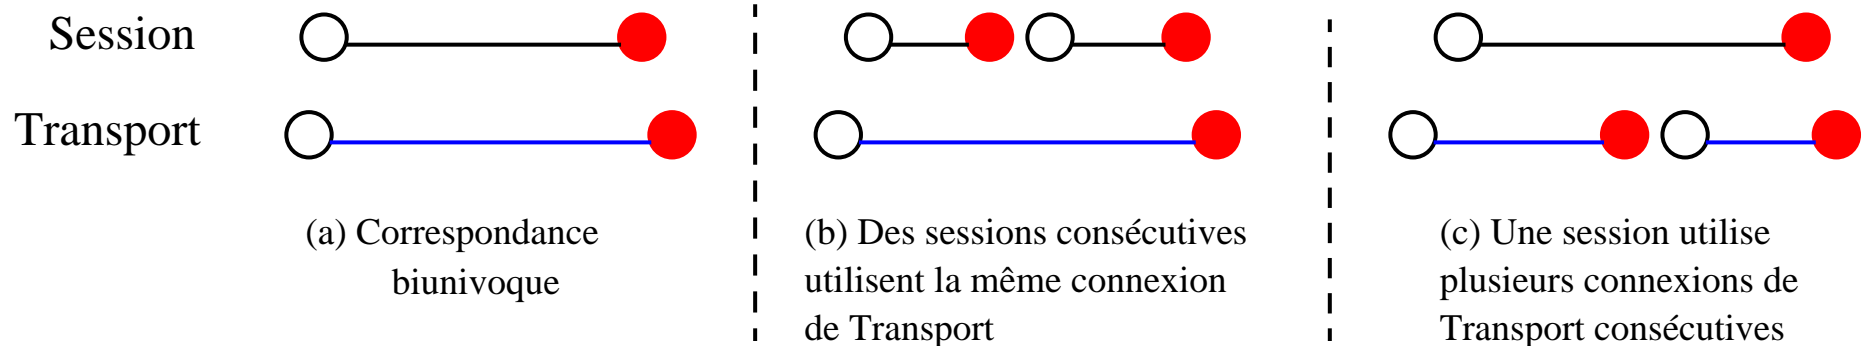 Session
Transport
(a) Correspondance
biunivoque
(b) Des sessions consécutives
utilisent la même connexion
de Transport
(c) Une session utilise
plusieurs connexions de
Transport consécutives